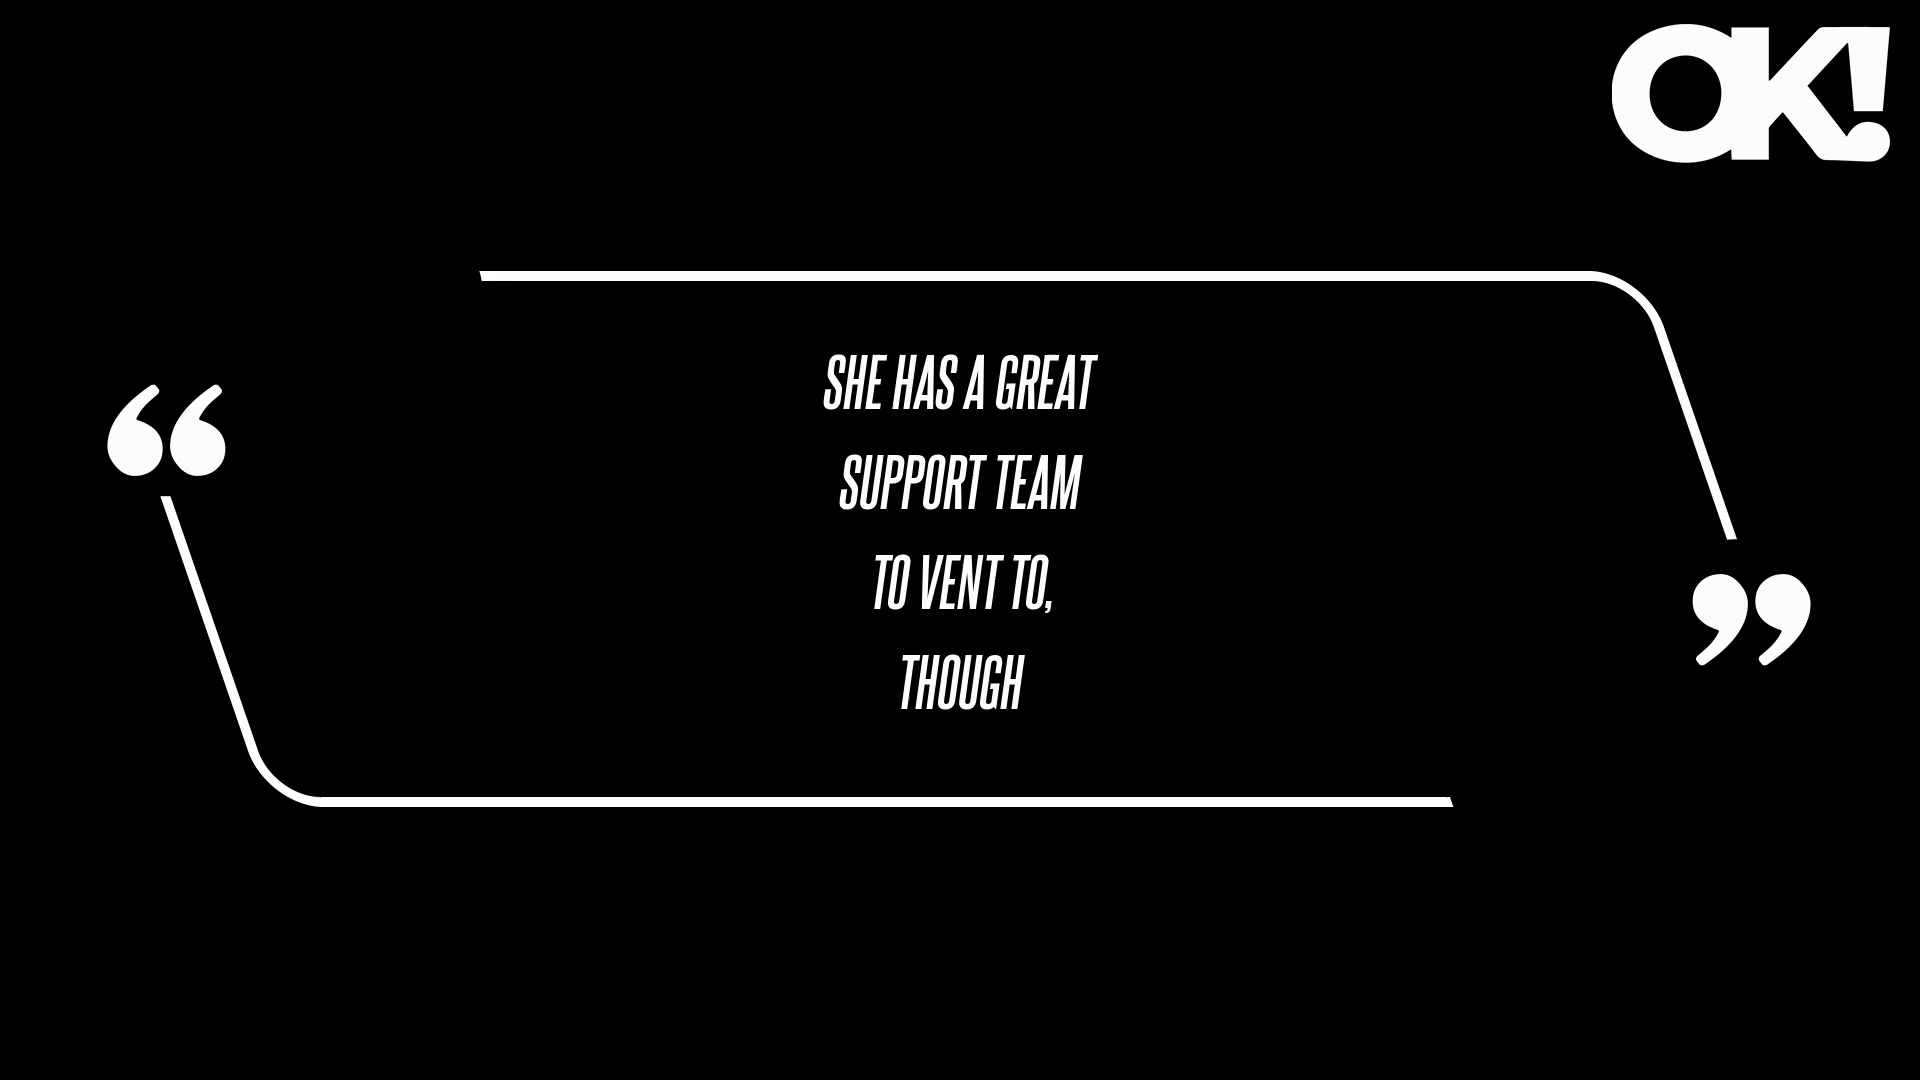 OK!
“
SHE HAS A GREAT
SUPPORT TEAM
TO VENT TO,
THOUGH
”